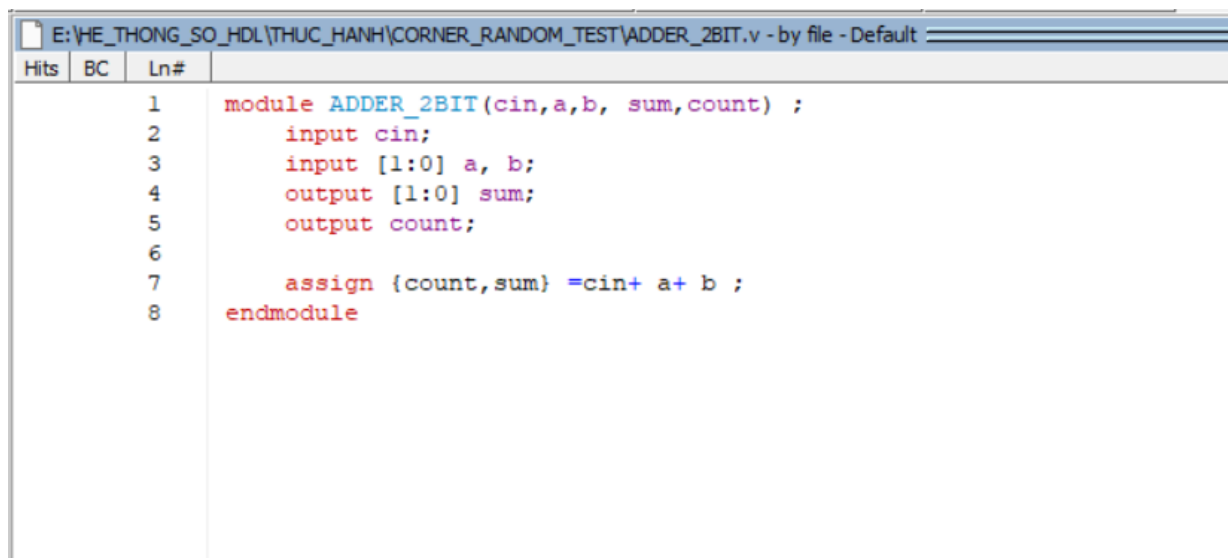 E:\HE_THONG_SO_HDL\THUC_HANH\CORNER_RANDOM_TEST\ADDER_2BIT.v - by file - Default
Hits BC Ln#
1 module ADDER_2BIT(cin,a,b, sum,count) ;
2 input cin;
3 input [1:0] a, b;
4 output [1:0] sum;
5 output count;
6
7 assign {count,sum} =cin+ a+ b ;
8 endmodule